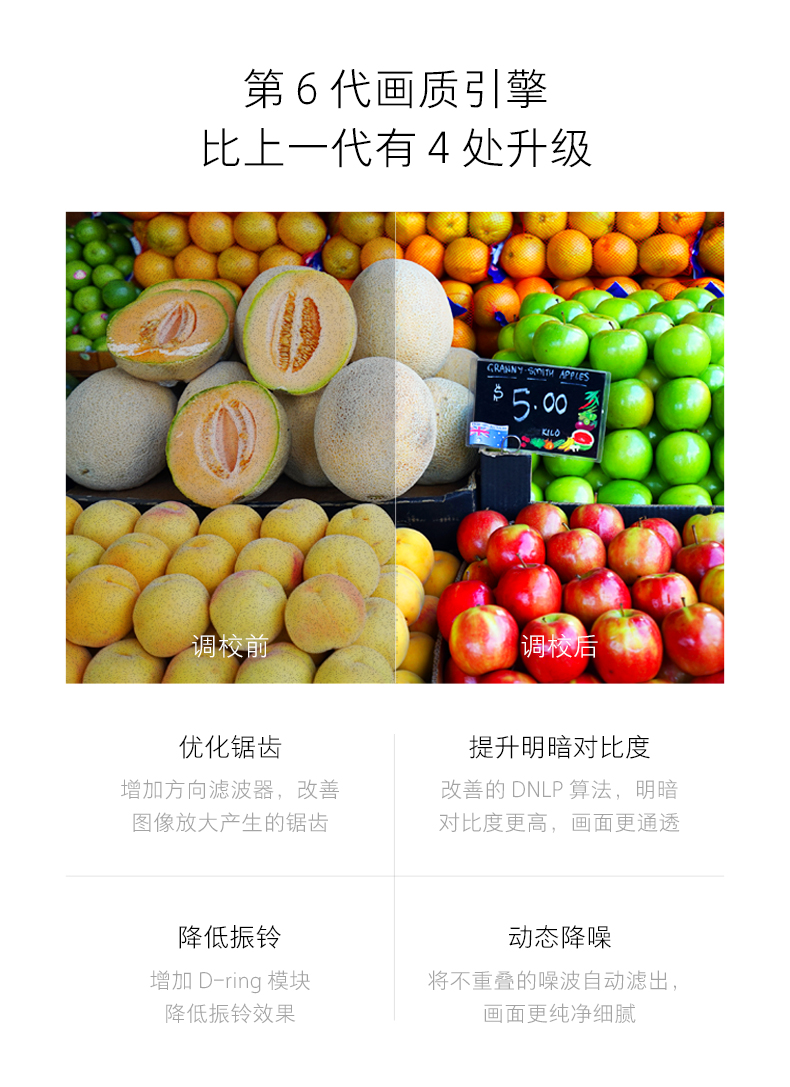 第 6 代画质引擎
比上一代有 4 处升级
GRANNY-SMITH APPLES
$ 5.00
KILO
调校前
调校后
优化锯齿
增加方向滤波器，改善
图像放大产生的锯齿
提升明暗对比度
改善的 DNLP 算法，明暗
对比度更高，画面更通透
降低振铃
增加 D-ring 模块
降低振铃效果
动态降噪
将不重叠的噪波自动滤出，
画面更纯净细腻